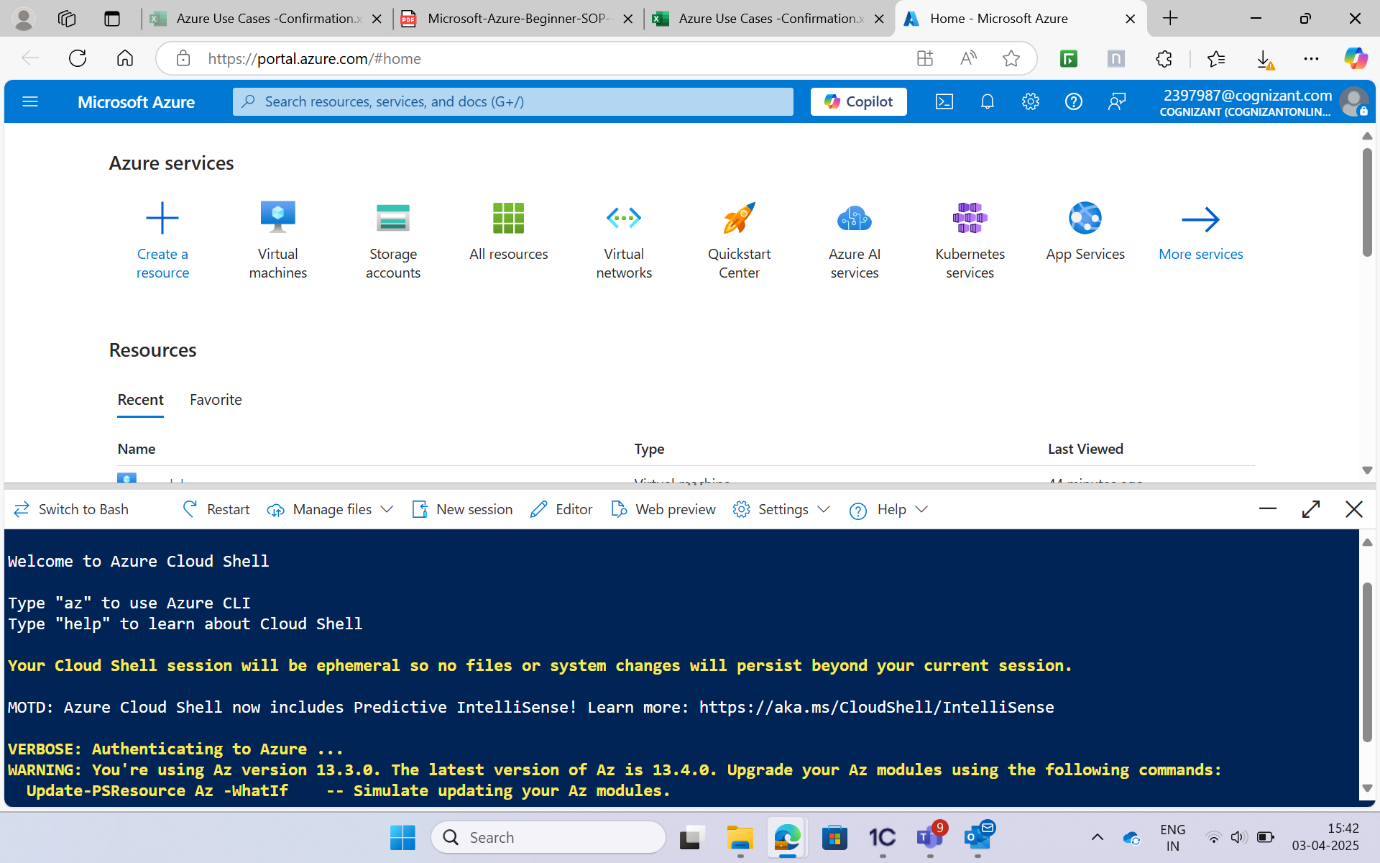 Azure Use Cases -Confirmation.x
Microsoft-Azure-Beginner-SOP-
Azure Use Cases -Confirmation.x
Home - Microsoft Azure
https://portal.azure.com/#home
Microsoft Azure
Search resources, services, and docs (G+/)
Copilot
2397987@cognizant.com
COGNIZANT (COGNIZANTONLIN...
Azure services
Create a resource
Virtual machines
Storage accounts
All resources
Virtual networks
Quickstart Center
Azure AI services
Kubernetes services
App Services
More services
Resources
Recent Favorite
Name Type Last Viewed
Virtual machine 44 minutes ago
Switch to Bash Restart Manage files New session Editor Web preview Settings Help
Welcome to Azure Cloud Shell
Type "az" to use Azure CLI
Type "help" to learn about Cloud Shell
Your Cloud Shell session will be ephemeral so no files or system changes will persist beyond your current session.
MOTD: Azure Cloud Shell now includes Predictive IntelliSense! Learn more: https://aka.ms/CloudShell/IntelliSense
VERBOSE: Authenticating to Azure ...
WARNING: You're using Az version 13.3.0. The latest version of Az is 13.4.0. Upgrade your Az modules using the following commands:
Update-PSResource Az -WhatIf -- Simulate updating your Az modules.
Search
1C
9
ENG
IN
15:42
03-04-2025